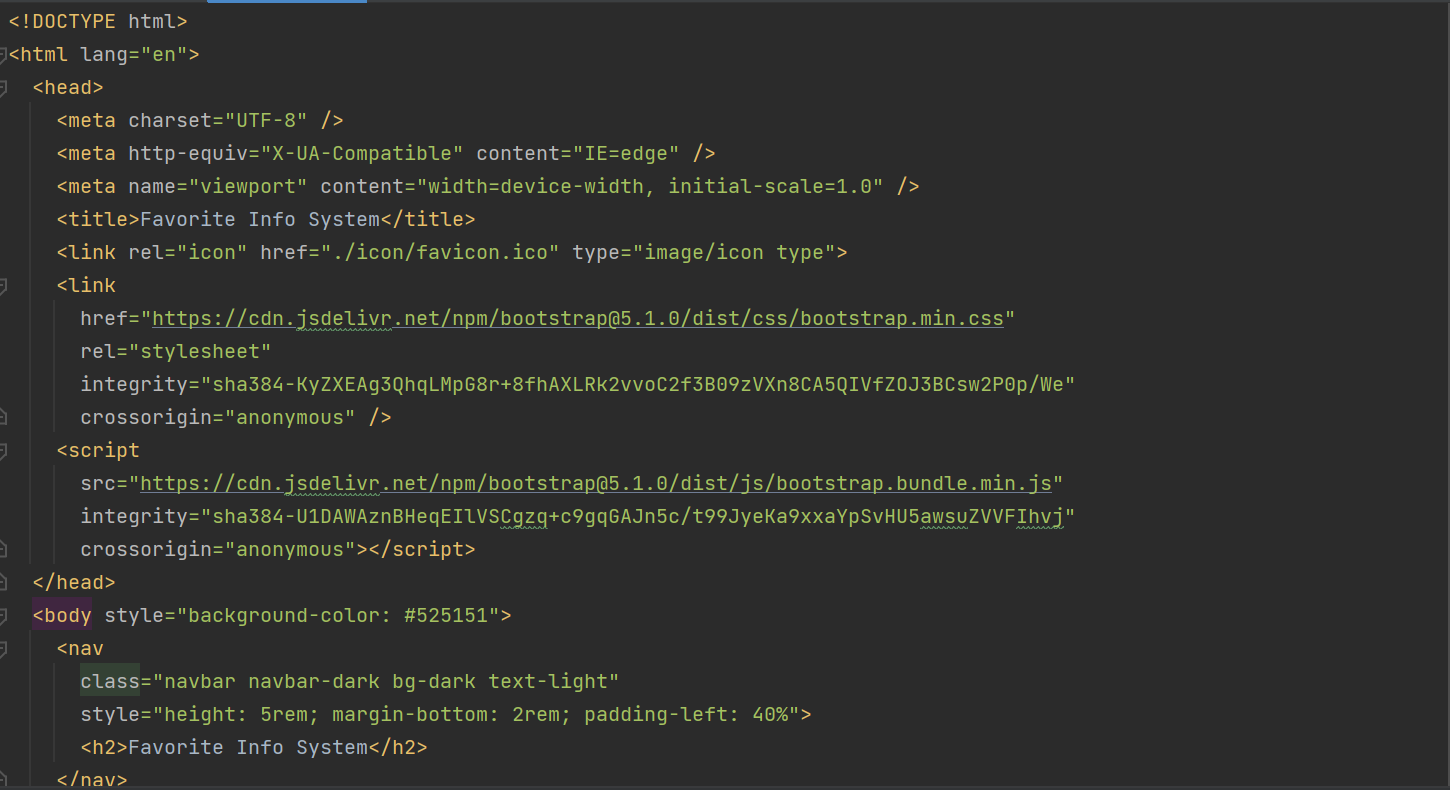 <!DOCTYPE html>
<html lang="en">
<head>
<meta charset="UTF-8" />
<meta http-equiv="X-UA-Compatible" content="IE=edge" />
<meta name="viewport" content="width=device-width, initial-scale=1.0" />
<title>Favorite Info System</title>
<link rel="icon" href="./icon/favicon.ico" type="image/icon type">
<link
href="https://cdn.jsdelivr.net/npm/bootstrap@5.1.0/dist/css/bootstrap.min.css"
rel="stylesheet"
integrity="sha384-KyZXEAg3QhqLMpG8r+8fhAXLRk2vvoC2f3B09zVXn8CA5QIVfZOJ3BCsw2P0p/We"
crossorigin="anonymous" />
<script
src="https://cdn.jsdelivr.net/npm/bootstrap@5.1.0/dist/js/bootstrap.bundle.min.js"
integrity="sha384-U1DAWAznBHeqEIlVSCgzq+c9gqGAJn5c/t99JyeKa9xxaYpSvHU5awsuZVVFIhvj"
crossorigin="anonymous"></script>
</head>
<body style="background-color: #525151">
<nav
class="navbar navbar-dark bg-dark text-light"
style="height: 5rem; margin-bottom: 2rem; padding-left: 40%">
<h2>Favorite Info System</h2>
</nav>